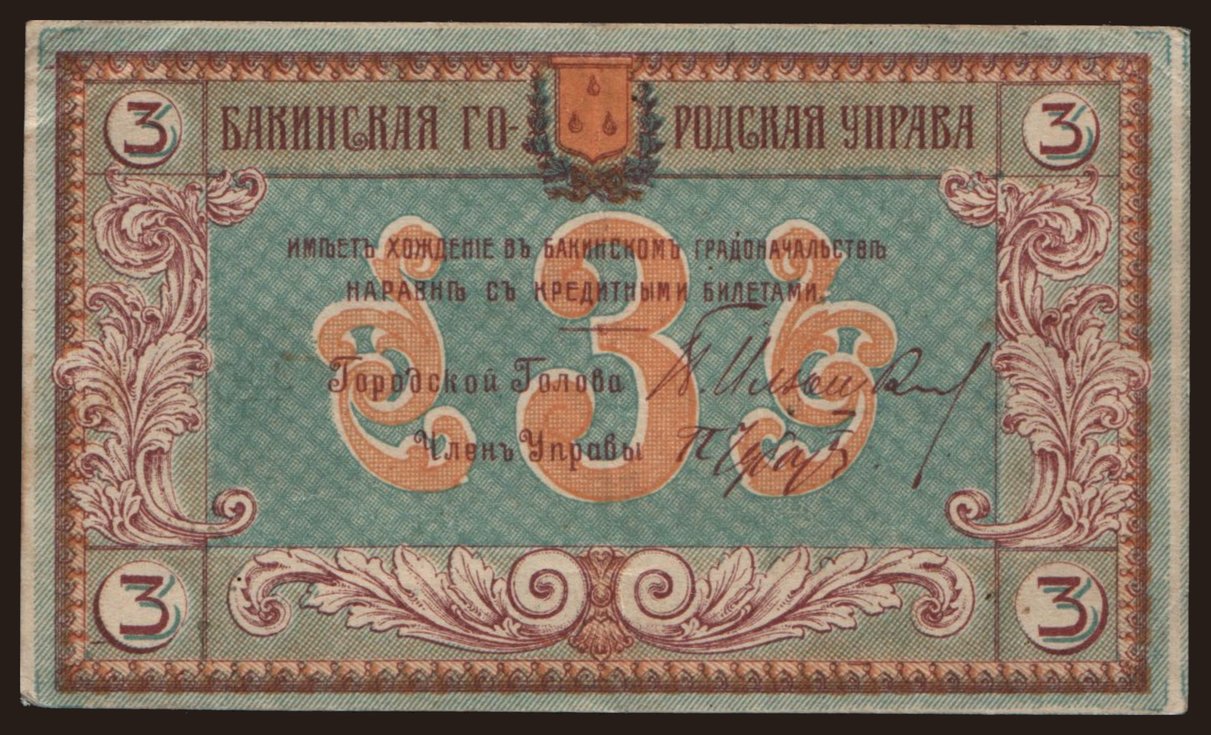 3 БАКИНСКАЯ ГО- РОДСКАЯ УПРАВА 3
ИМѢЕТЪ ХОЖДЕНІЕ ВЪ БАКИНСКОМЪ ГРАДОНАЧАЛЬСТВѢ
НАРАВНѢ СЪ КРЕДИТНЫМИ БИЛЕТАМИ.
3
Городской Голова
Членъ Управы
3 3